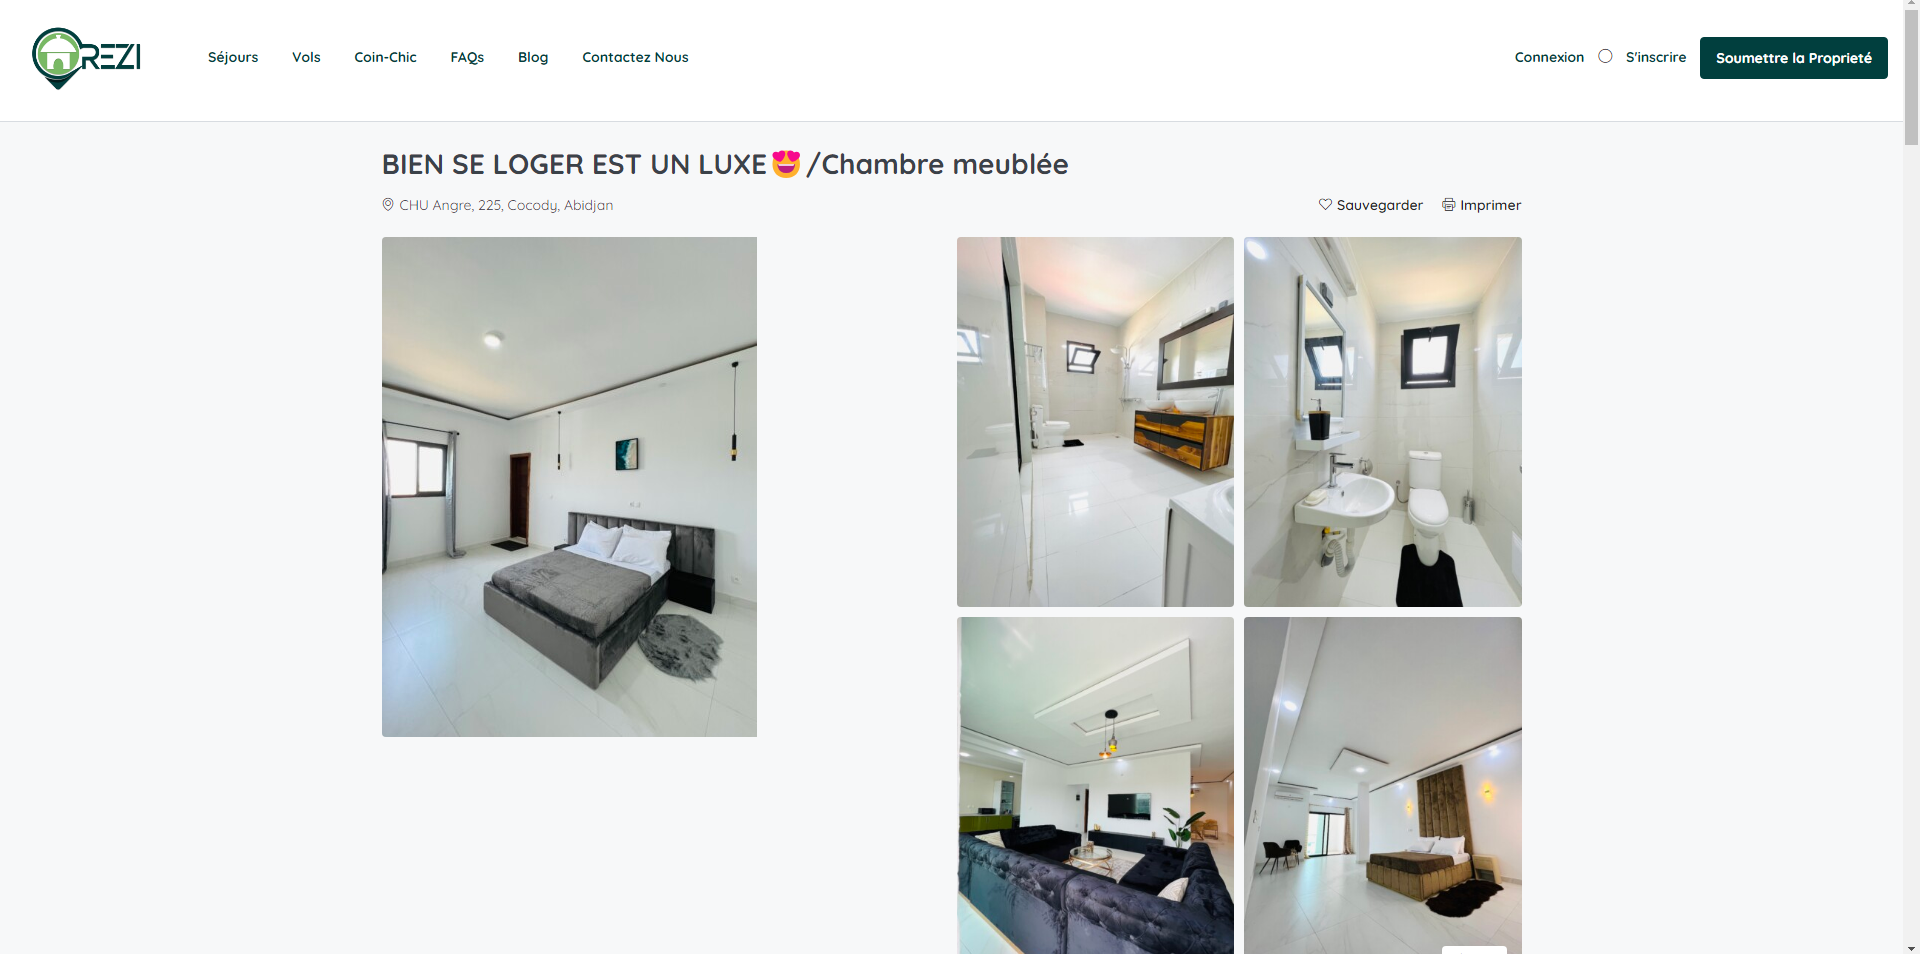 REZI
Séjours
Vols
Coin-Chic
FAQs
Blog
Contactez Nous
Connexion
S'inscrire
Soumettre la Proprieté
BIEN SE LOGER EST UN LUXE😍/Chambre meublée
CHU Angre, 225, Cocody, Abidjan
Sauvegarder
Imprimer